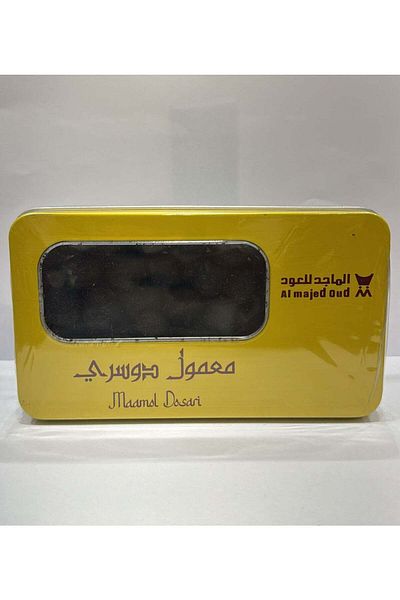 الماجد للعود
Al majed Oud
معمول دوسري
Maamol Dosari